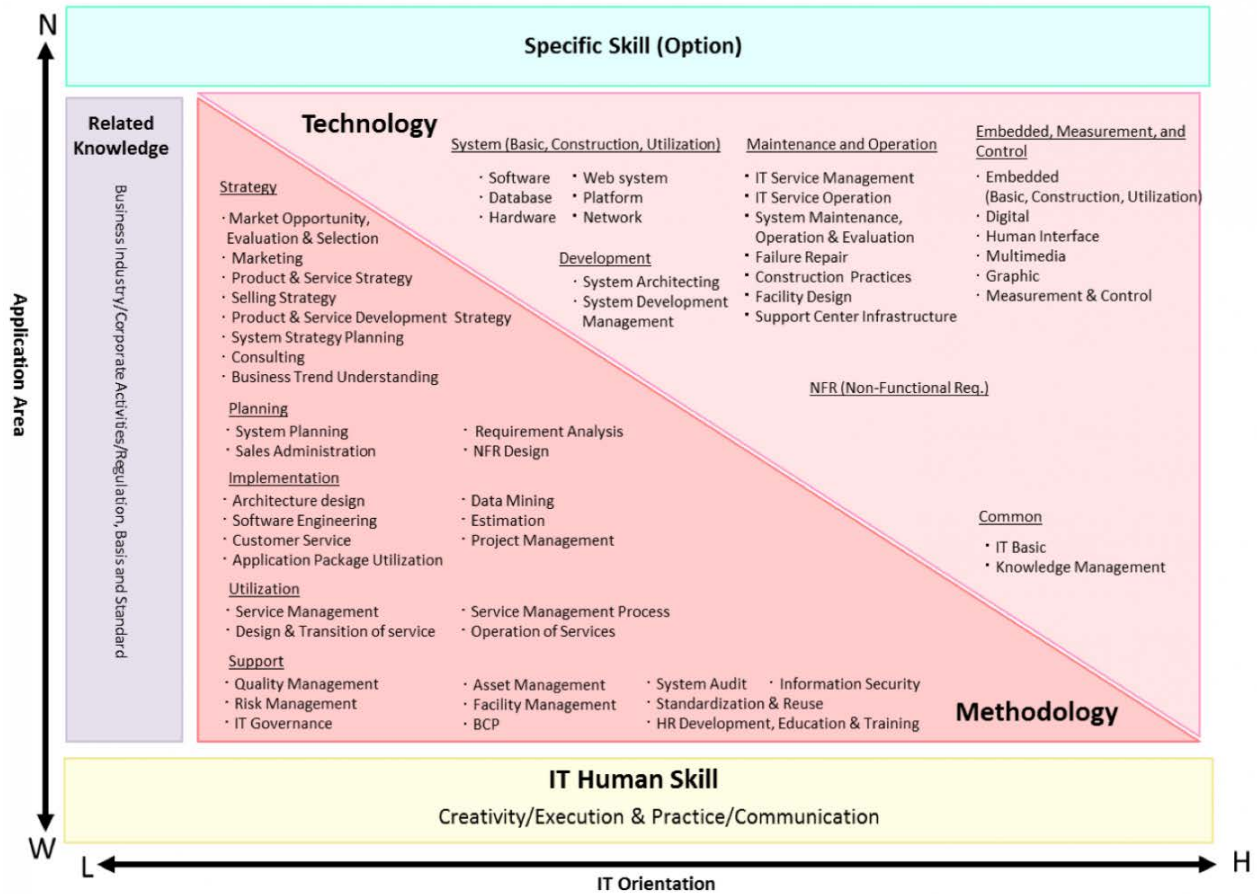 N
Specific Skill (Option)
Application Area
Related
Knowledge
Business Industry/Corporate Activities/Regulation, Basis and Standard
Technology
System (Basic, Construction, Utilization)
· Software
· Database
· Hardware
▪ Web system
▪ Platform
▪ Network
Development
· System Architecting
· System Development
Management
Maintenance and Operation
▪ IT Service Management
▪ IT Service Operation
▪ System Maintenance,
Operation & Evaluation
▪ Failure Repair
▪ Construction Practices
▪ Facility Design
▪ Support Center Infrastructure
Embedded, Measurement, and
Control
· Embedded
(Basic, Construction, Utilization)
· Digital
· Human Interface
· Multimedia
· Graphic
· Measurement & Control
NFR (Non-Functional Req.)
Common
▪ IT Basic
▪ Knowledge Management
Strategy
· Market Opportunity,
Evaluation & Selection
· Marketing
· Product & Service Strategy
· Selling Strategy
· Product & Service Development Strategy
· System Strategy Planning
· Consulting
· Business Trend Understanding
Planning
· System Planning
· Sales Administration
· Requirement Analysis
· NFR Design
Implementation
· Architecture design
· Software Engineering
· Customer Service
· Application Package Utilization
· Data Mining
· Estimation
· Project Management
Utilization
· Service Management
· Design & Transition of service
· Service Management Process
· Operation of Services
Support
· Quality Management
· Risk Management
· IT Governance
· Asset Management
· Facility Management
· BCP
· System Audit · Information Security
· Standardization & Reuse
· HR Development, Education & Training
Methodology
IT Human Skill
Creativity/Execution & Practice/Communication
W
L
IT Orientation
H